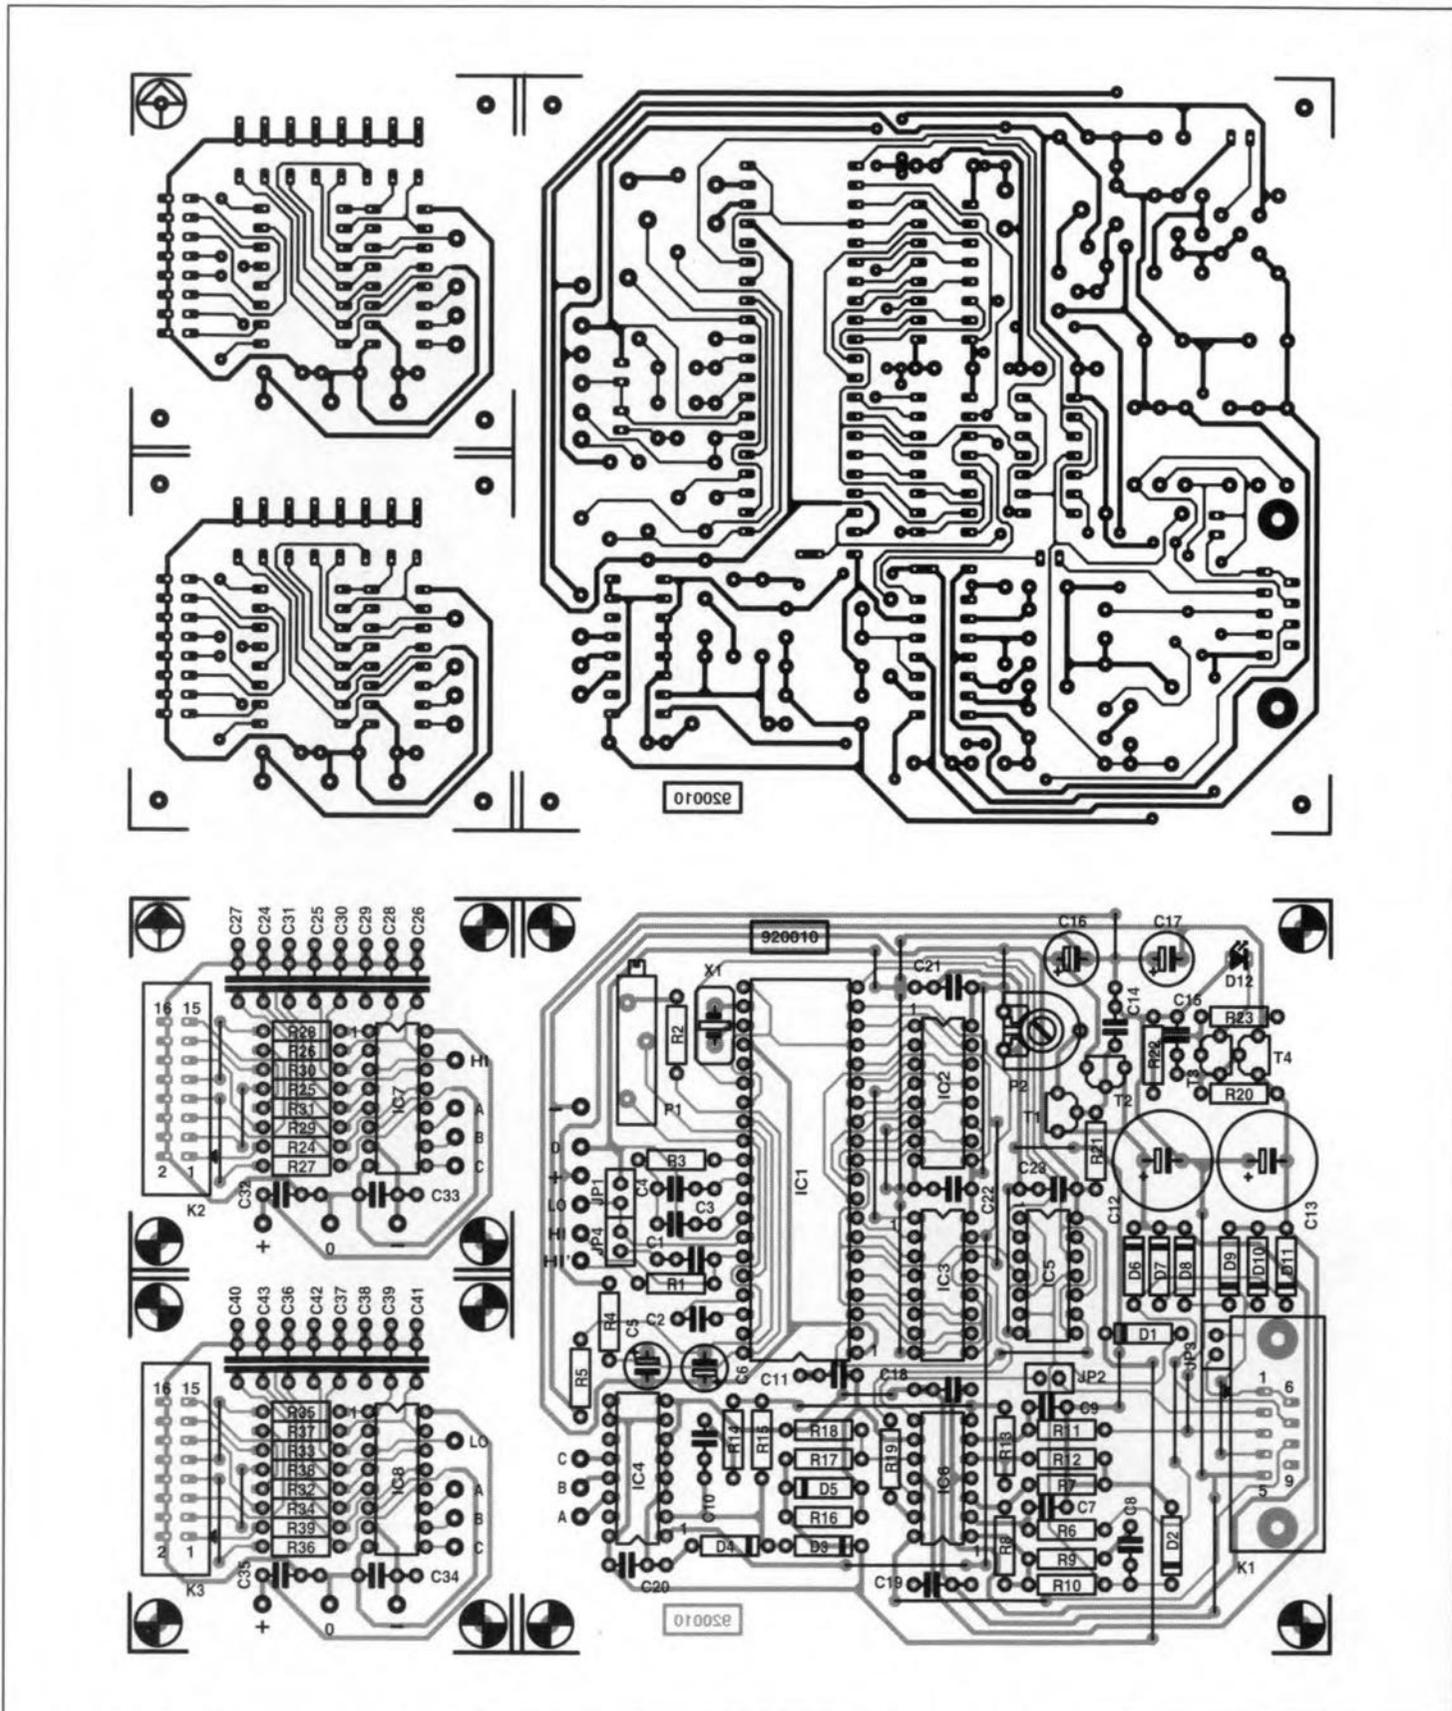 920010
C27 C24 C31 C25 C30 C29 C28 C26
16 15
R28
R26
R30
R25
R31
R29
R24
R27
2 1
K2
1
IC7
HI
A
B
C
C32
C33
+ 0 -
C40 C43 C36 C42 C37 C38 C39 C41
16 15
R35
R37
R33
R38
R32
R34
R39
R36
2 1
K3
1
IC8
LO
A
B
C
C35
C34
+ 0 -
920010
C16 C17
D12
X1
C21
C14
C15
R23
R2
1
IC2
P2
R22
T3
T4
T2
R20
P1
T1
R21
-
0
+
LO
HI
HI'
JP1
JP4
R3
C4
C3
C1
R1
IC1
C22
C23
C12
C13
1
IC3
1
IC5
D6 D7 D8 D9 D10 D11
R4
C2
C5
C6
R5
1
D1
JP3
C11
C18
JP2
1 6
C9
R14 R15
R18
R19
R13
R11
C
B
A
IC4
R17
IC6
R12
D5
R7
5 9
C10
R16
C7
C8
1
R6
D4
D3
1
R8
R9
D2
C20
C19
R10
K1
920010